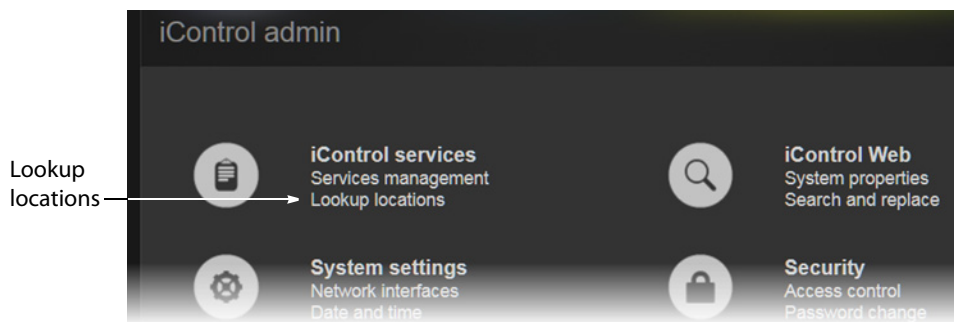 iControl admin
Lookup
locations
iControl services
Services management
Lookup locations
iControl Web
System properties
Search and replace
System settings
Network interfaces
Date and time
Security
Access control
Password change